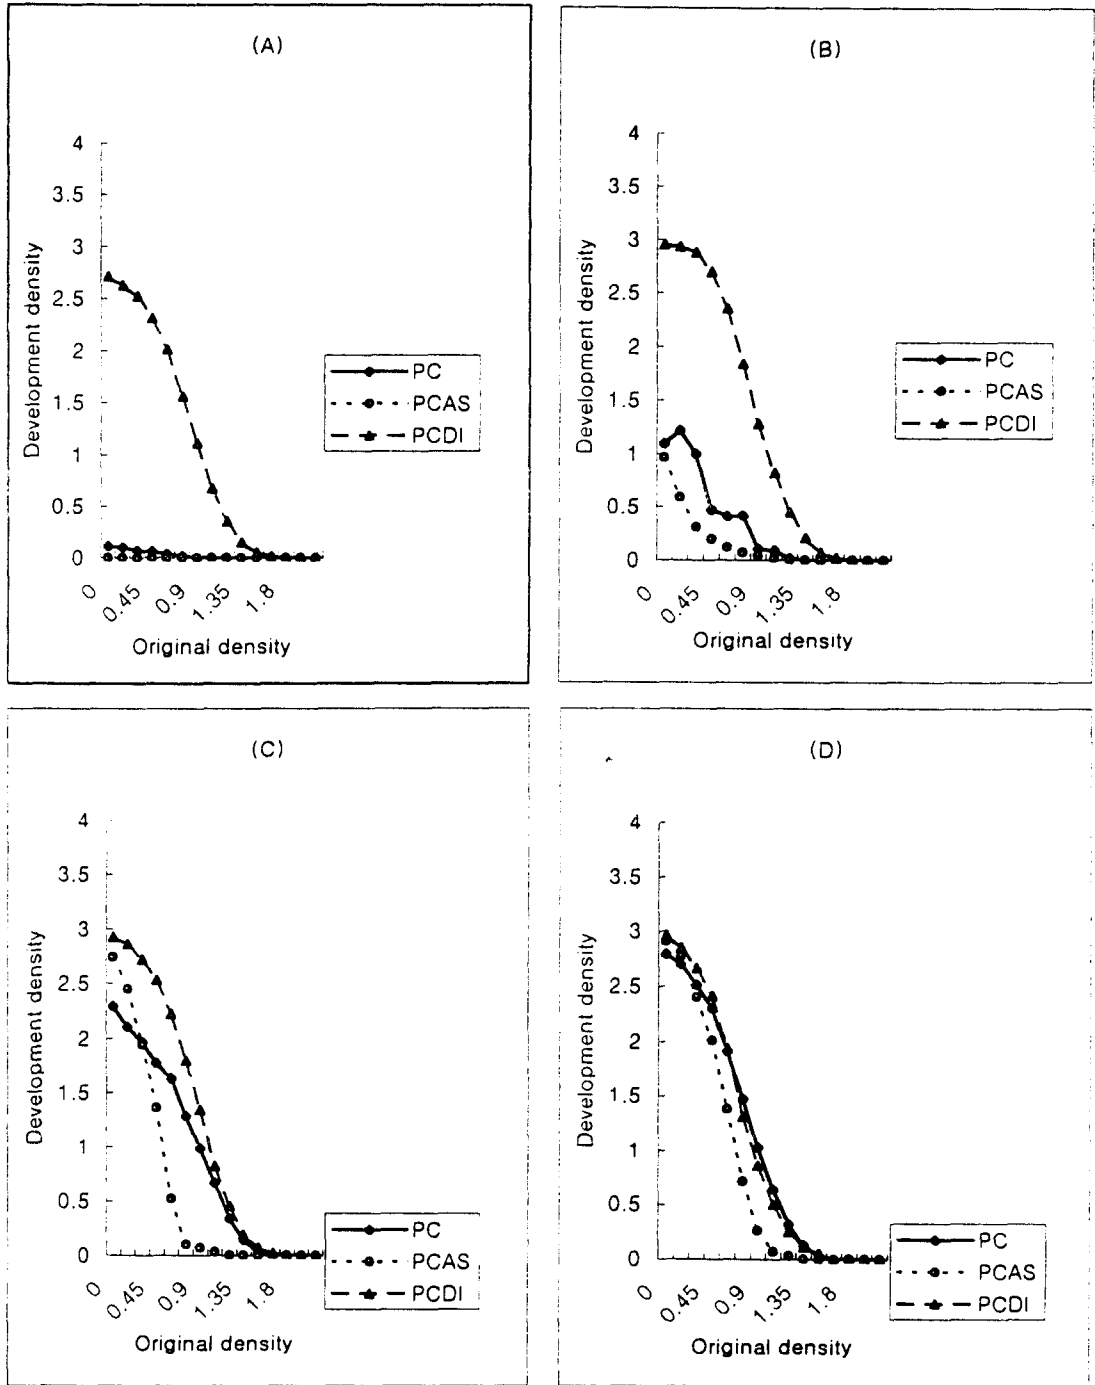 (A)
4
3.5
3
2.5
2
1.5
1
0.5
0
Development density
0
0.45
0.9
1.35
1.8
Original density
PC
PCAS
PCDI
(B)
4
3.5
3
2.5
2
1.5
1
0.5
0
Development density
0
0.45
0.9
1.35
1.8
Original density
PC
PCAS
PCDI
(C)
4
3.5
3
2.5
2
1.5
1
0.5
0
Development density
0
0.45
0.9
1.35
1.8
Original density
PC
PCAS
PCDI
(D)
4
3.5
3
2.5
2
1.5
1
0.5
0
Development density
0
0.45
0.9
1.35
1.8
Original density
PC
PCAS
PCDI